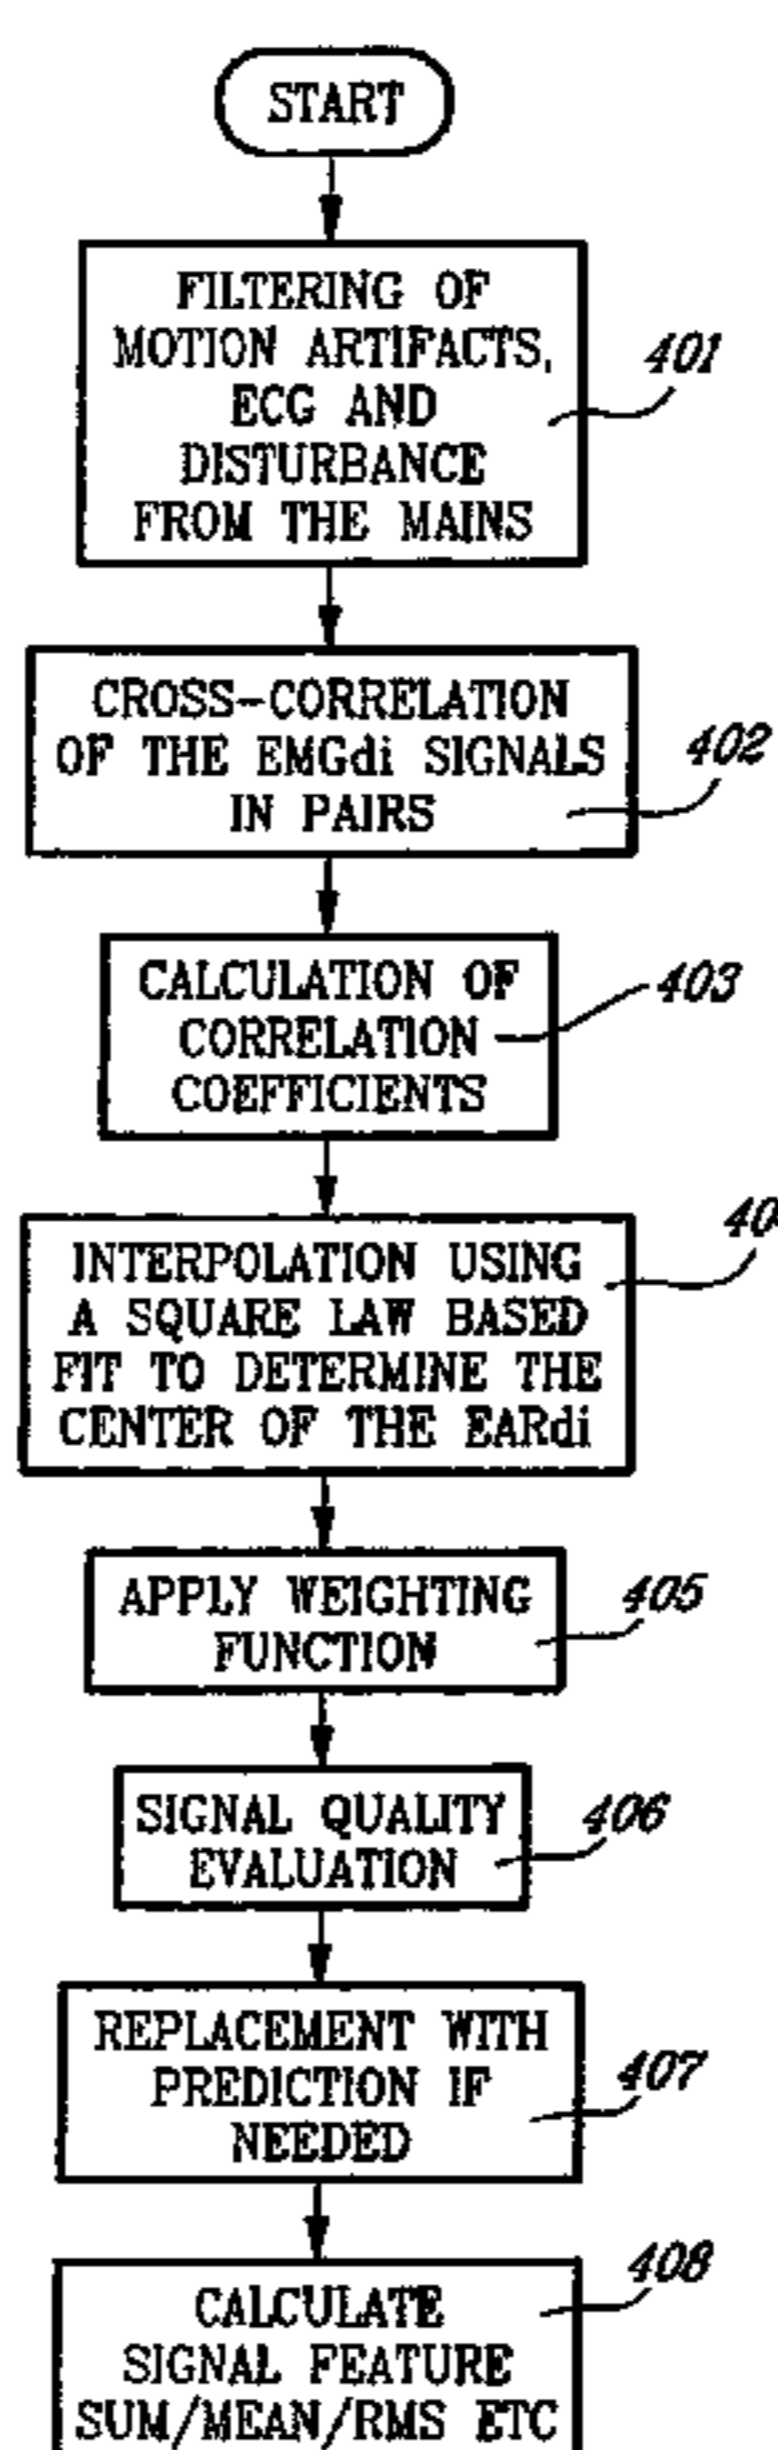 START
FILTERING OF
MOTION ARTIFACTS,
ECG AND
DISTURBANCE
FROM THE MAINS
401
CROSS-CORRELATION
OF THE EMGdi SIGNALS
IN PAIRS
402
CALCULATION OF
CORRELATION
COEFFICIENTS
403
INTERPOLATION USING
A SQUARE LAW BASED
FIT TO DETERMINE THE
CENTER OF THE EARdi
APPLY WEIGHTING
FUNCTION
405
SIGNAL QUALITY
EVALUATION
406
REPLACEMENT WITH
PREDICTION IF
NEEDED
407
CALCULATE
SIGNAL FEATURE
SUM/MEAN/RMS ETC
408